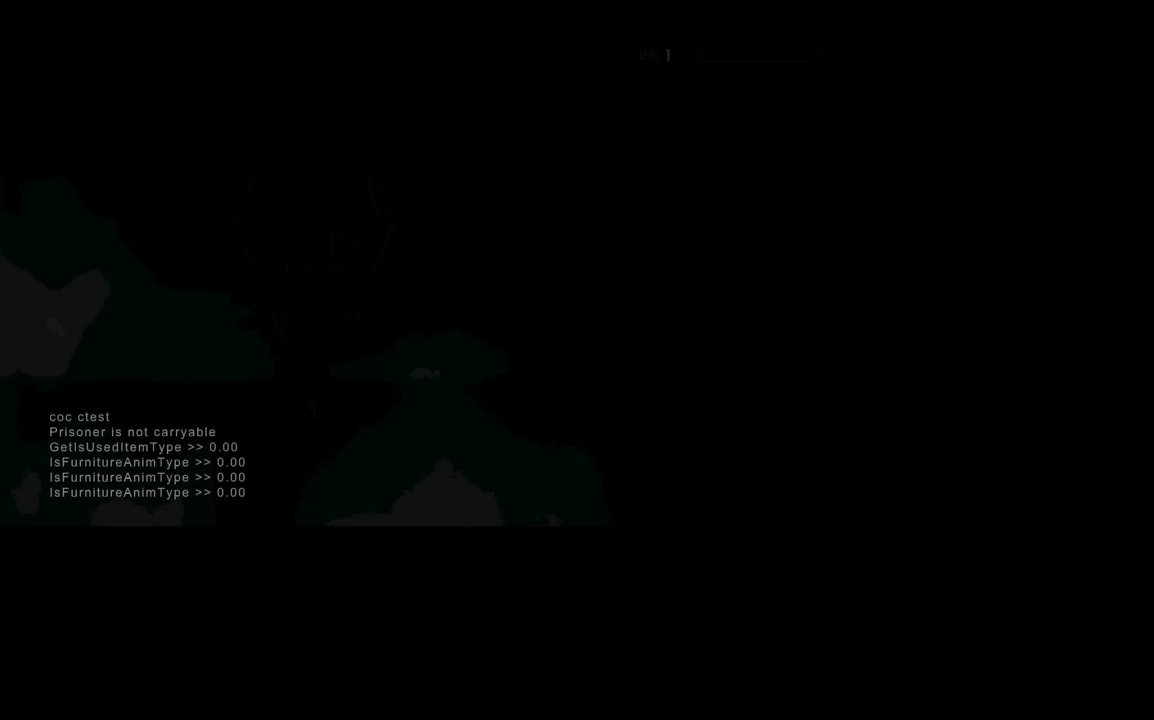 coc ctest
Prisoner is not carryable
GetIsUsedItemType >> 0.00
IsFurnitureAnimType >> 0.00
IsFurnitureAnimType >> 0.00
IsFurnitureAnimType >> 0.00